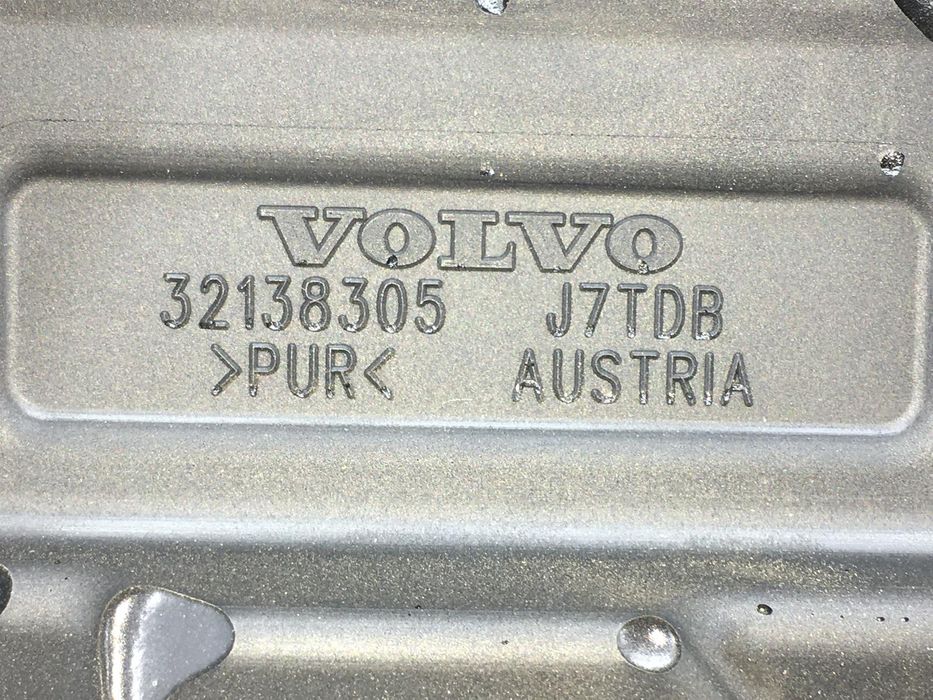 VOLVO
32138305 J7TDB
>PUR< AUSTRIA